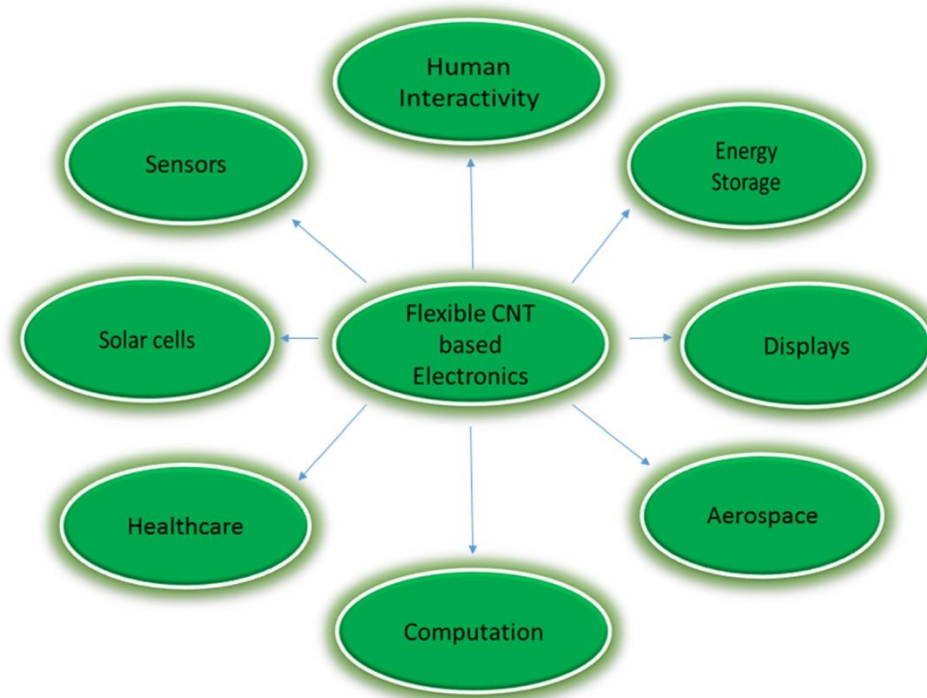 Human
Interactivity
Sensors
Energy
Storage
Solar cells
Flexible CNT
based
Electronics
Displays
Healthcare
Aerospace
Computation